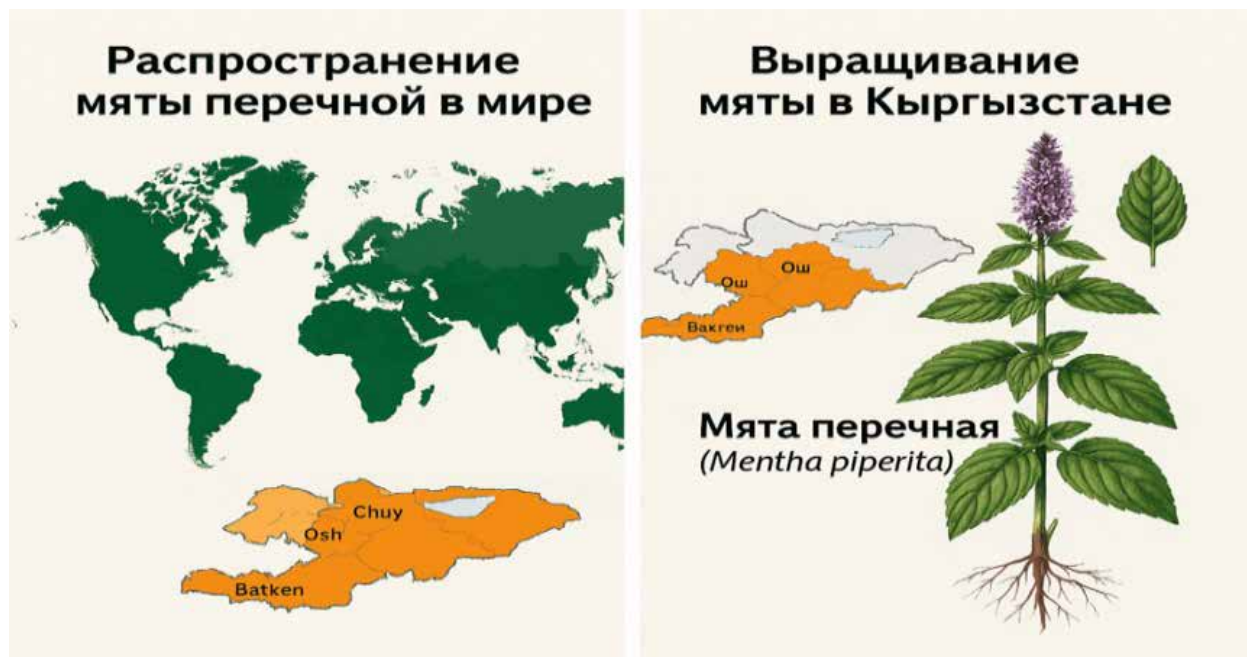 Распространение
мяты перечной в мире
Chuy
Osh
Batken
Выращивание
мяты в Кыргызстане
Ош
Ош
Вакгеи
Мята перечная
(Mentha piperita)